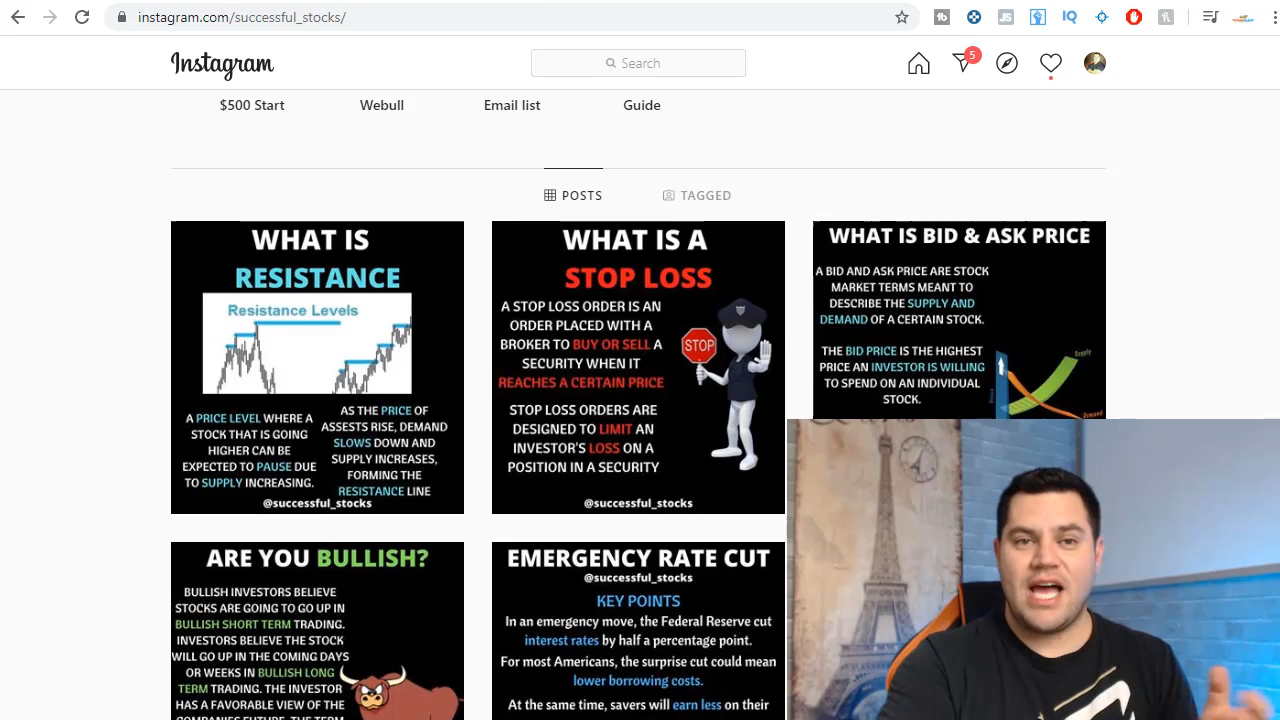 instagram.com/successful_stocks/
Instagram
Search
5
$500 Start
Webull
Email list
Guide
POSTS
TAGGED
WHAT IS
RESISTANCE
Resistance Levels
A PRICE LEVEL WHERE A
STOCK THAT IS GOING
HIGHER CAN BE
EXPECTED TO PAUSE DUE
TO SUPPLY INCREASING.
AS THE PRICE OF
ASSESTS RISE, DEMAND
SLOWS DOWN AND
SUPPLY INCREASES,
FORMING THE
RESISTANCE LINE
@successful_stocks
WHAT IS A
STOP LOSS
A STOP LOSS ORDER IS AN
ORDER PLACED WITH A
BROKER TO BUY OR SELL A
SECURITY WHEN IT
REACHES A CERTAIN PRICE
STOP LOSS ORDERS ARE
DESIGNED TO LIMIT AN
INVESTOR'S LOSS ON A
POSITION IN A SECURITY
STOP
@successful_stocks
WHAT IS BID & ASK PRICE
A BID AND ASK PRICE ARE STOCK
MARKET TERMS MEANT TO
DESCRIBE THE SUPPLY AND
DEMAND OF A CERTAIN STOCK.
THE BID PRICE IS THE HIGHEST
PRICE AN INVESTOR IS WILLING
TO SPEND ON AN INDIVIDUAL
STOCK.
Price
Supply
Demand
ARE YOU BULLISH?
BULLISH INVESTORS BELIEVE
STOCKS ARE GOING TO GO UP IN
BULLISH SHORT TERM TRADING.
INVESTORS BELIEVE THE STOCK
WILL GO UP IN THE COMING DAYS
OR WEEKS IN BULLISH LONG
TERM TRADING. THE INVESTOR
HAS A FAVORABLE VIEW OF THE
COMPANIES FUTURE. THE TERM
EMERGENCY RATE CUT
@successful_stocks
KEY POINTS
In an emergency move, the Federal Reserve cut
interest rates by half a percentage point.
For most Americans, the surprise cut could mean
lower borrowing costs.
At the same time, savers will earn less on their